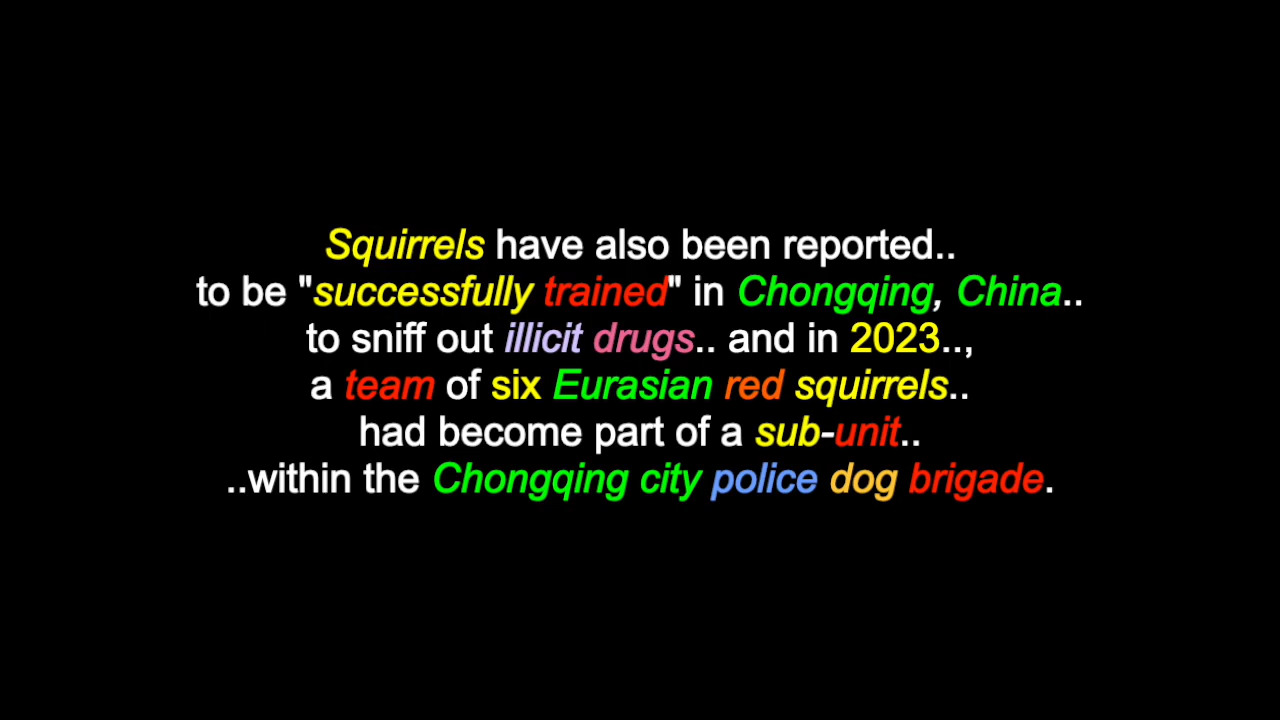 Squirrels have also been reported..
to be "successfully trained" in Chongqing, China..
to sniff out illicit drugs.. and in 2023..,
a team of six Eurasian red squirrels..
had become part of a sub-unit..
..within the Chongqing city police dog brigade.